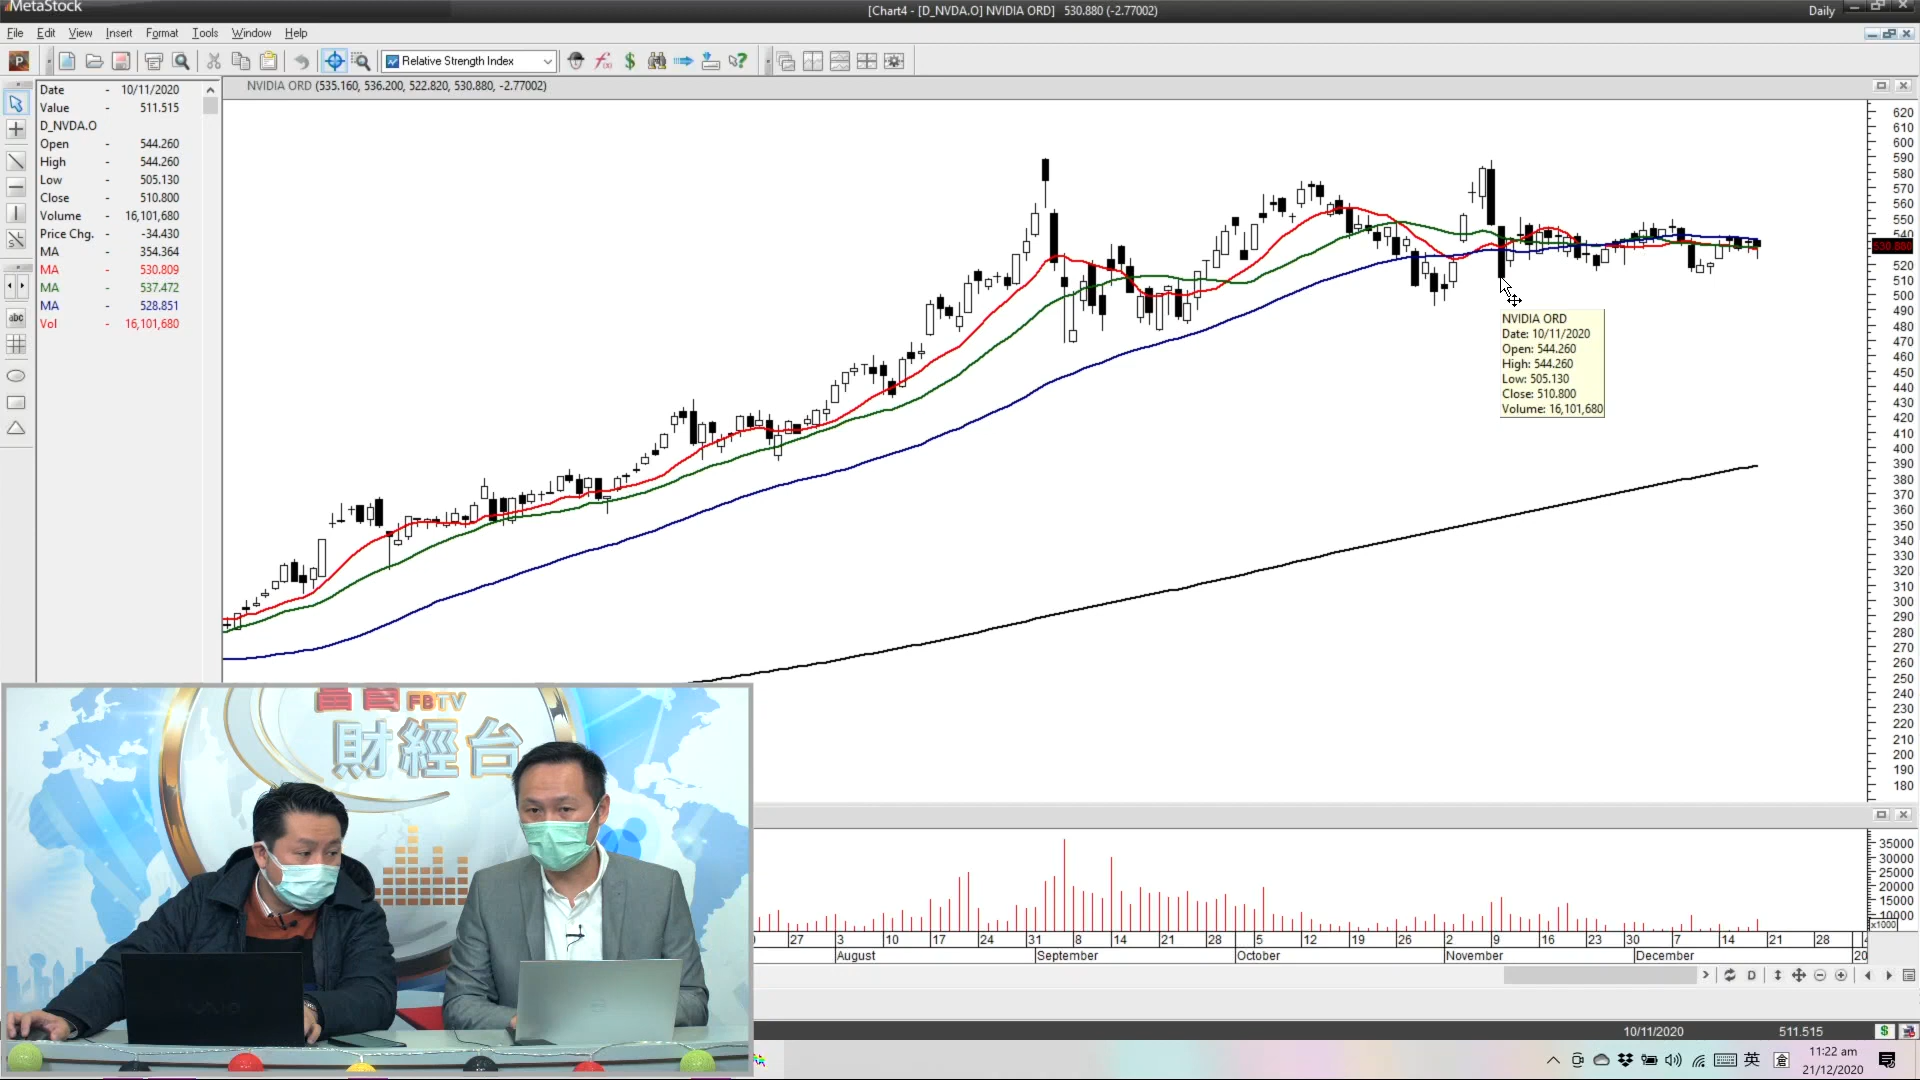 MetaStock
[Chart4 - [D_NVDA.O] NVIDIA ORD] 530.880 (-2.77002)
Daily
File Edit View Insert Format Tools Window Help
Relative Strength Index
NVIDIA ORD (535.160, 536.200, 522.820, 530.880, -2.77002)
Date - 10/11/2020
Value - 511.515
D_NVDA.O
Open - 544.260
High - 544.260
Low - 505.130
Close - 510.800
Volume - 16,101,680
Price Chg. - -34.430
MA - 354.364
MA - 530.809
MA - 537.472
MA - 528.851
Vol - 16,101,680
abc
620
610
600
590
580
570
560
550
540
530.880
520
510
500
490
480
470
460
450
440
430
420
410
400
390
380
370
360
350
340
330
320
310
300
290
280
270
260
250
240
230
220
210
200
190
180
NVIDIA ORD
Date: 10/11/2020
Open: 544.260
High: 544.260
Low: 505.130
Close: 510.800
Volume: 16,101,680
富貴 FBTV
財經台
VAIO
35000
30000
25000
20000
15000
10000
x1000
27 3 10 17 24 31 8 14 21 28 5 12 19 26 2 9 16 23 30 7 14 21 28
August September October November December 20
D
10/11/2020 511.515
英 倉
11:22 am
21/12/2020